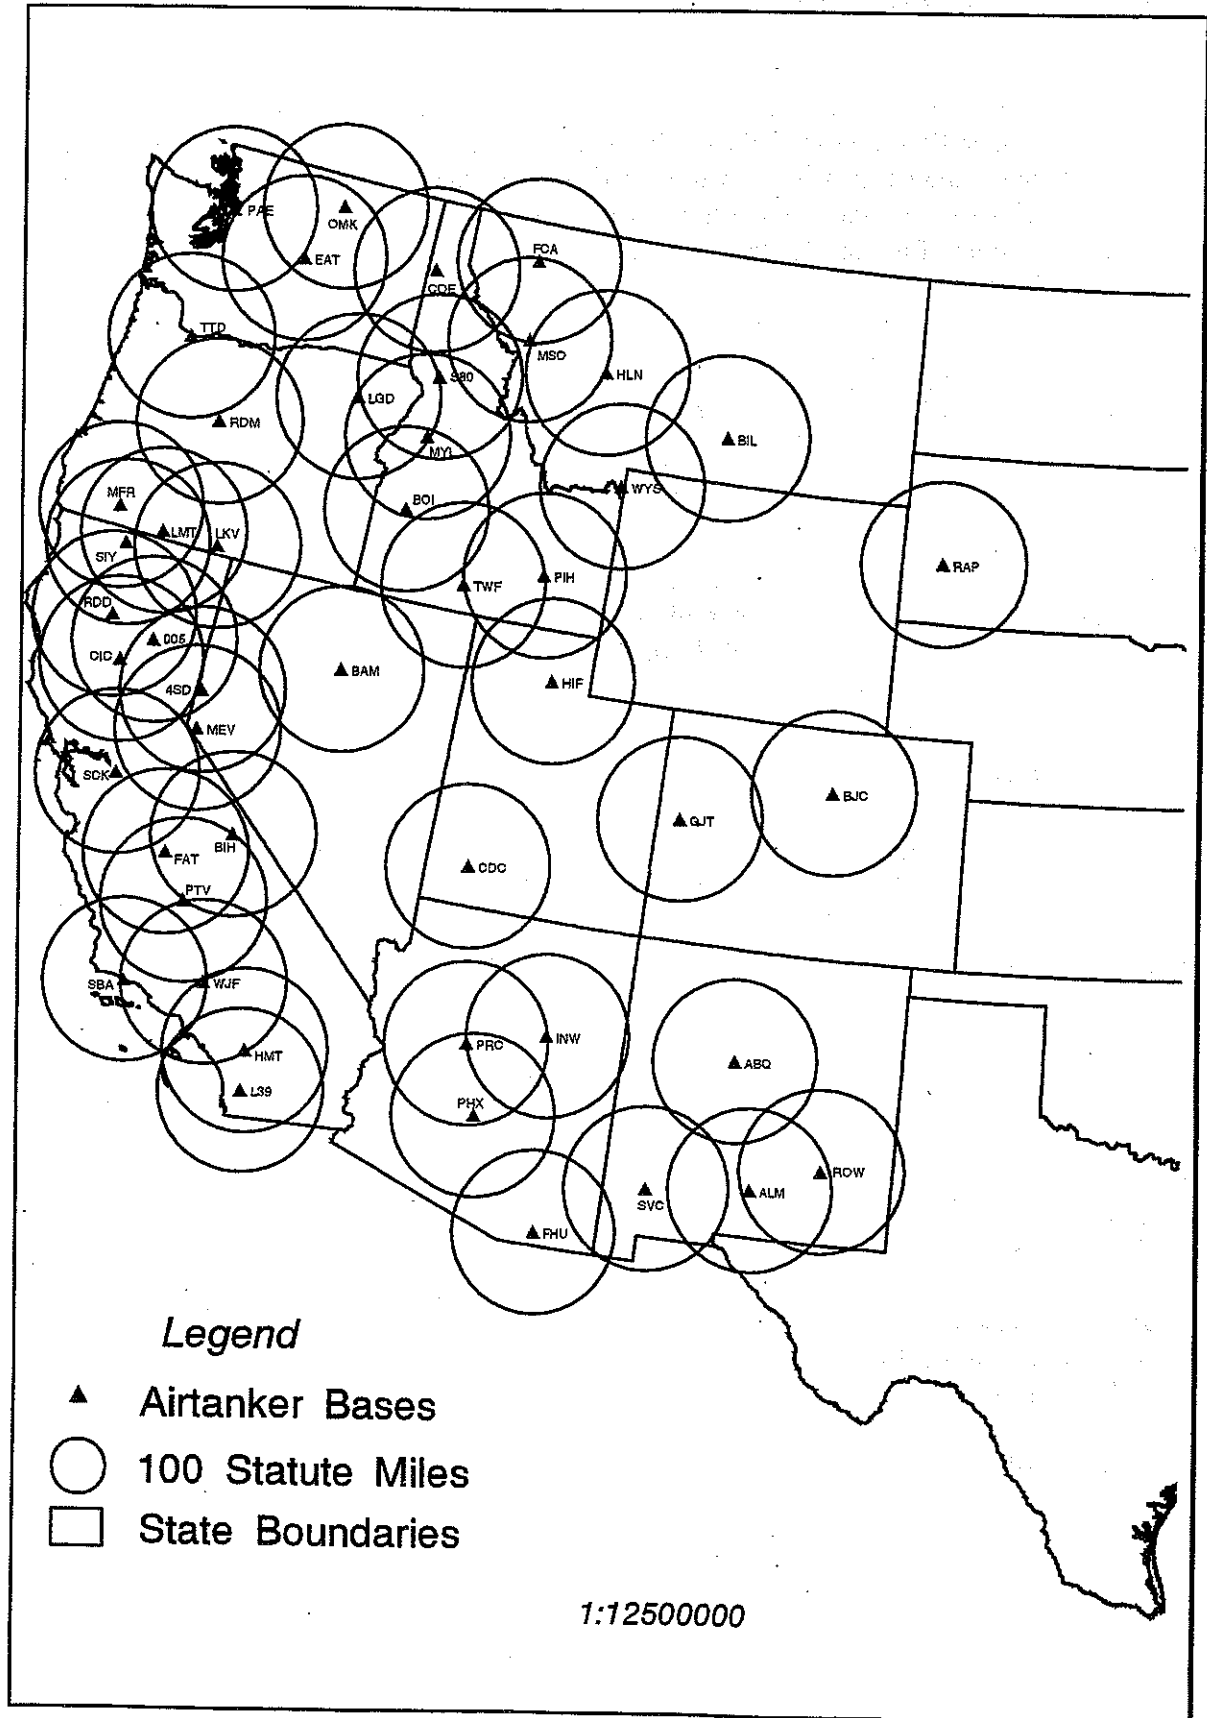 PAE
OMK
EAT
FCA
COE
TTD
MSO
HLN
S80
LGD
RDM
BIL
MYL
WYS
MFR
BOI
LMT
LKV
SIY
RAP
PIH
TWF
RDD
005
CIC
BAM
4SD
HIF
MEV
SCK
BJC
GJT
BIH
FAT
CDC
PTV
SBA
WJF
INW
PRC
HMT
ABQ
L39
PHX
ROW
ALM
SVC
FHU
Legend
Airtanker Bases
100 Statute Miles
State Boundaries
1:12500000